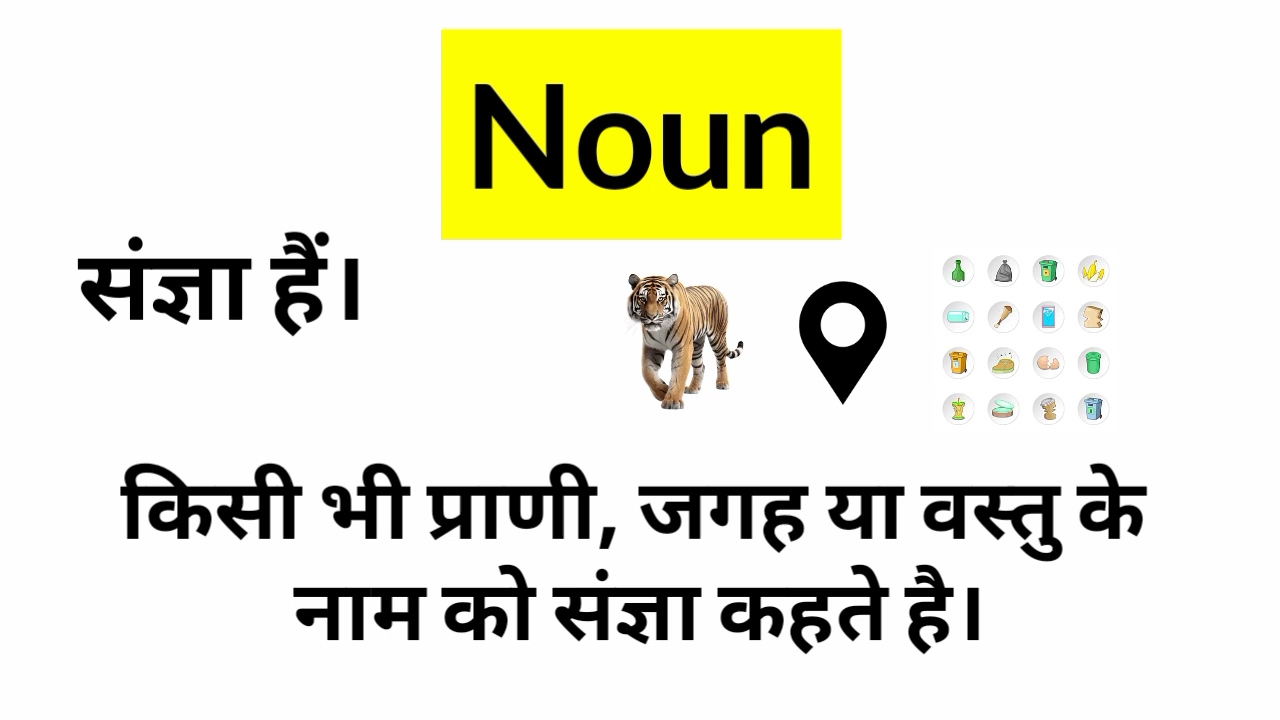 Noun
संज्ञा हैं।
किसी भी प्राणी, जगह या वस्तु के
नाम को संज्ञा कहते है।